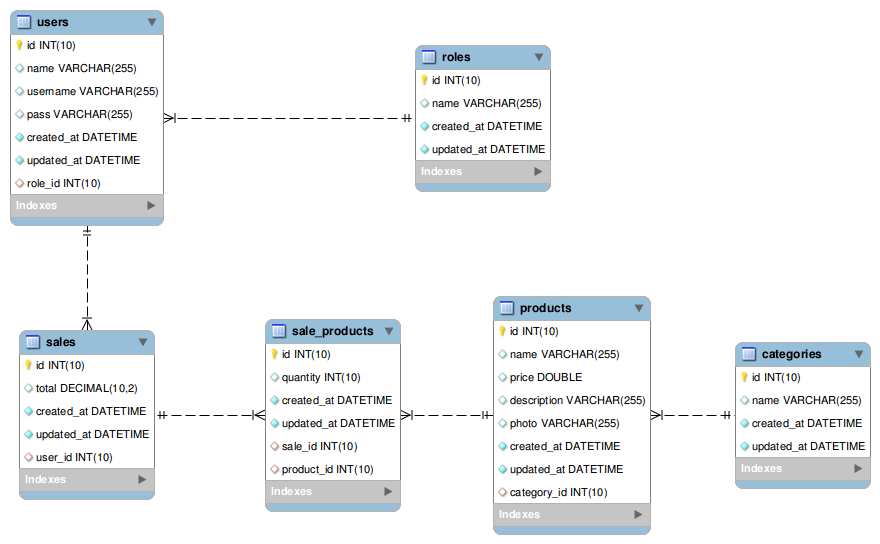 users
id INT(10)
name VARCHAR(255)
username VARCHAR(255)
pass VARCHAR(255)
created_at DATETIME
updated_at DATETIME
role_id INT(10)
Indexes
roles
id INT(10)
name VARCHAR(255)
created_at DATETIME
updated_at DATETIME
Indexes
sales
id INT(10)
total DECIMAL(10,2)
created_at DATETIME
updated_at DATETIME
user_id INT(10)
Indexes
sale_products
id INT(10)
quantity INT(10)
created_at DATETIME
updated_at DATETIME
sale_id INT(10)
product_id INT(10)
Indexes
products
id INT(10)
name VARCHAR(255)
price DOUBLE
description VARCHAR(255)
photo VARCHAR(255)
created_at DATETIME
updated_at DATETIME
category_id INT(10)
Indexes
categories
id INT(10)
name VARCHAR(255)
created_at DATETIME
updated_at DATETIME
Indexes